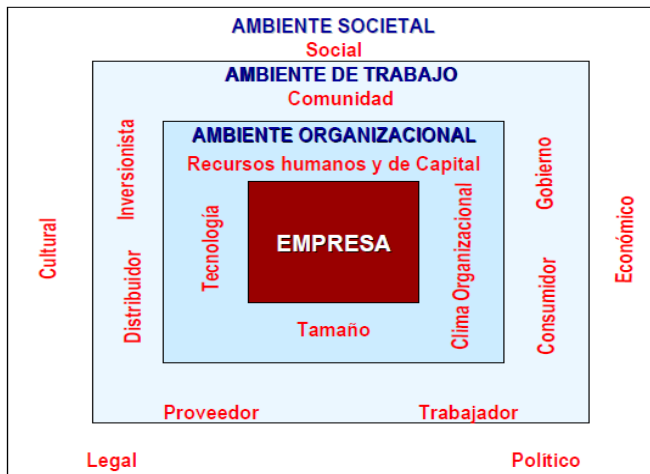 AMBIENTE SOCIETAL
Social
AMBIENTE DE TRABAJO
Comunidad
AMBIENTE ORGANIZACIONAL
Recursos humanos y de Capital
Cultural
Inversionista
Distribuidor
Tecnología
EMPRESA
Clima Organizacional
Gobierno
Consumidor
Económico
Tamaño
Proveedor
Trabajador
Legal
Politico